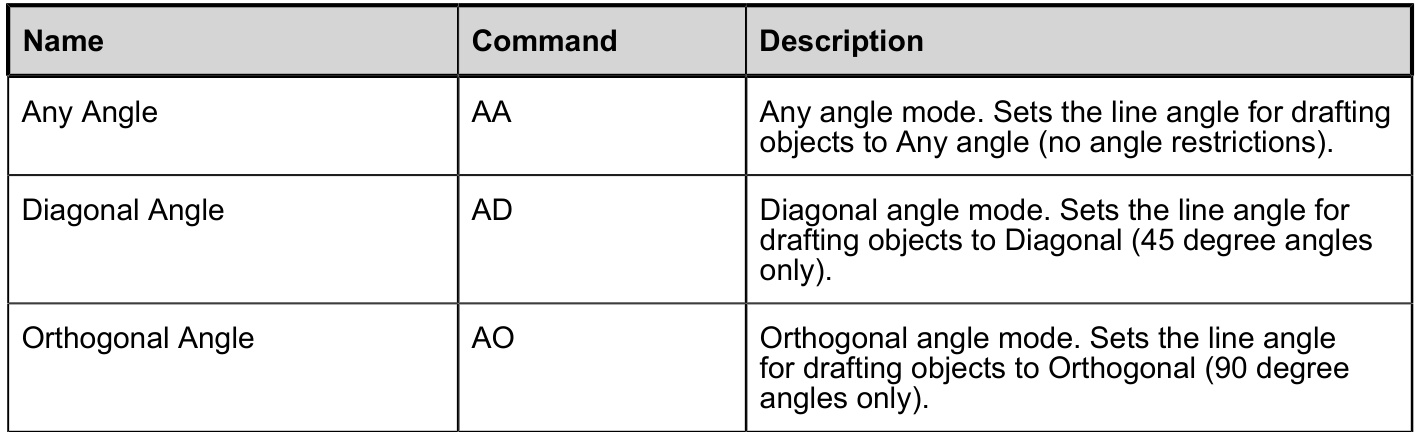 Name Command Description
Any Angle AA Any angle mode. Sets the line angle for drafting
objects to Any angle (no angle restrictions).
Diagonal Angle AD Diagonal angle mode. Sets the line angle for
drafting objects to Diagonal (45 degree angles
only).
Orthogonal Angle AO Orthogonal angle mode. Sets the line angle
for drafting objects to Orthogonal (90 degree
angles only).